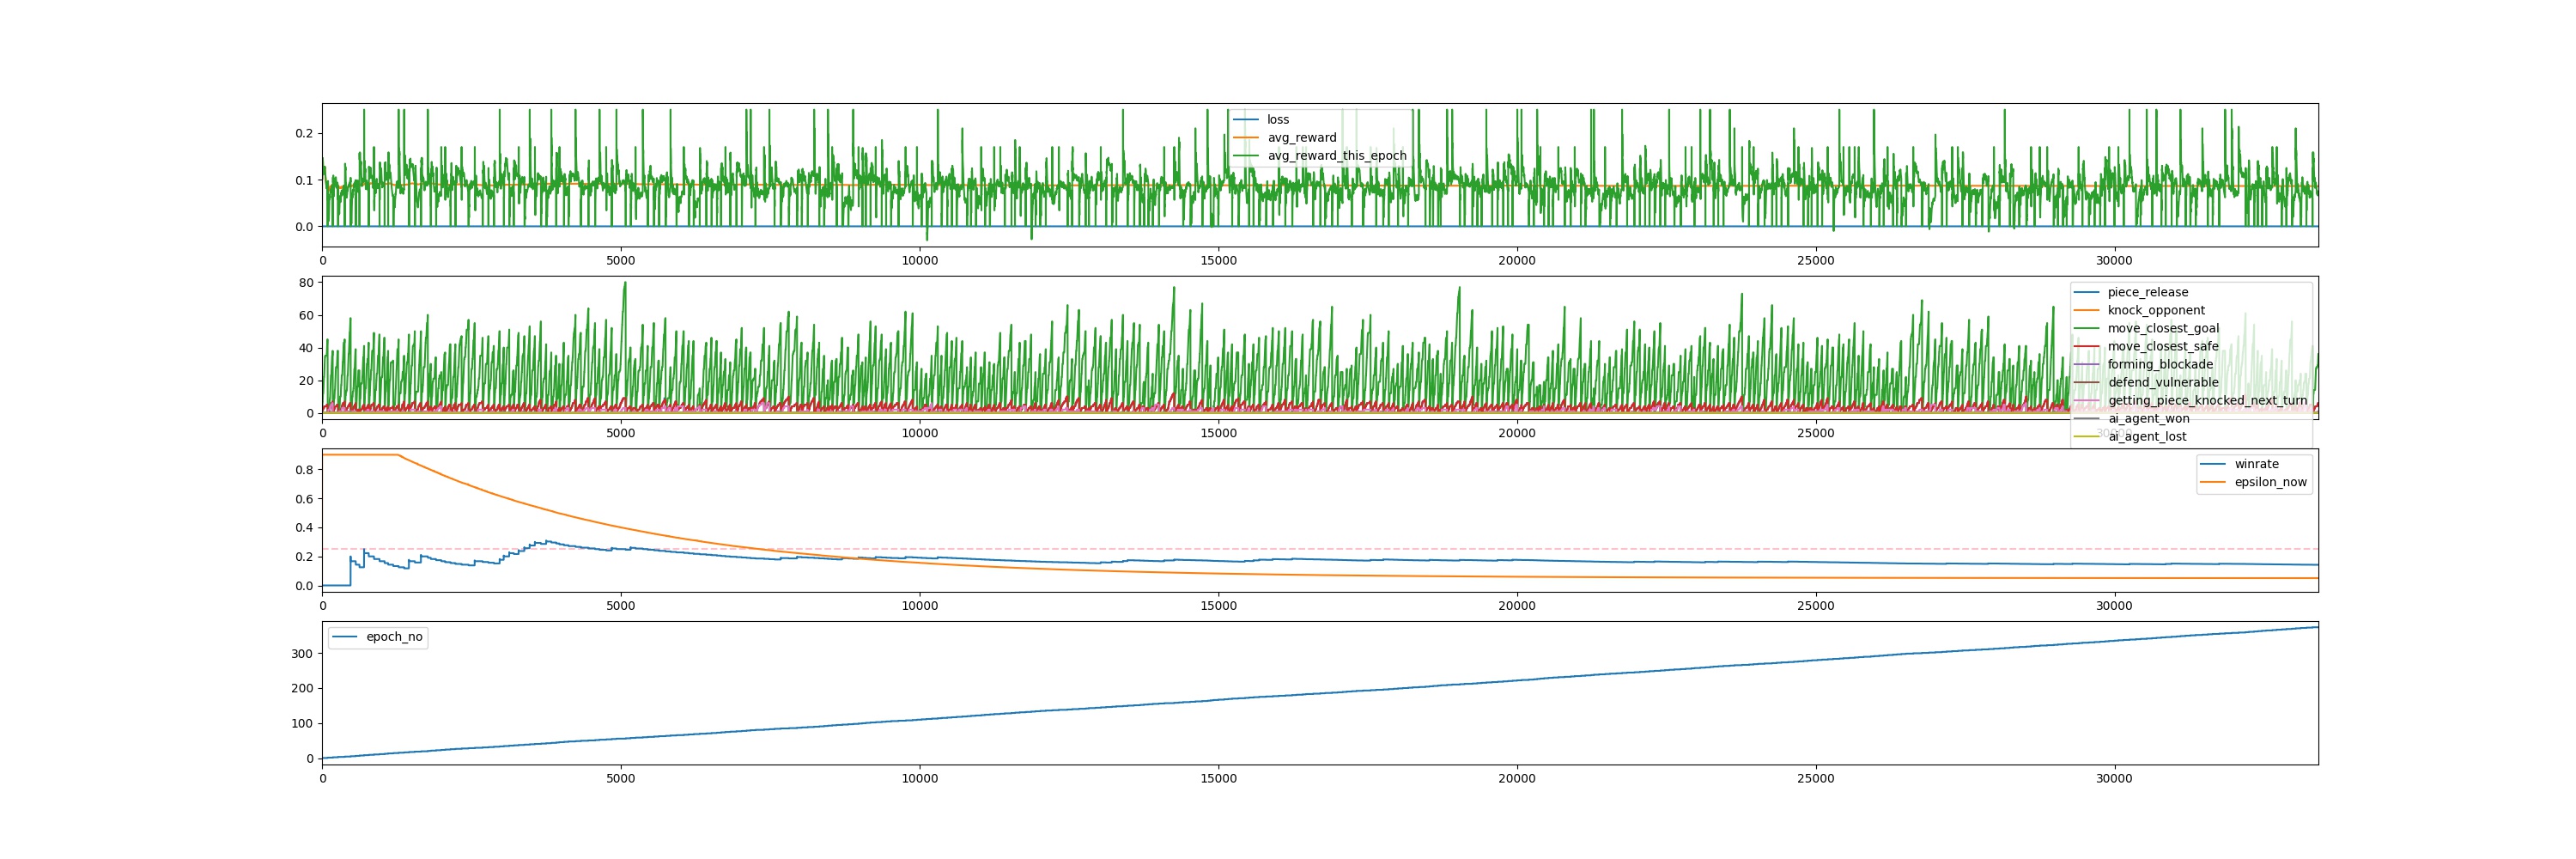 0.2
0.1
0.0
loss
avg_reward
avg_reward_this_epoch
0 5000 10000 15000 20000 25000 30000
80
60
40
20
0
piece_release
knock_opponent
move_closest_goal
move_closest_safe
forming_blockade
defend_vulnerable
getting_piece_knocked_next_turn
ai_agent_won
ai_agent_lost
0 5000 10000 15000 20000 25000 30000
0.8
0.6
0.4
0.2
0.0
winrate
epsilon_now
0 5000 10000 15000 20000 25000 30000
300
200
100
0
epoch_no
0 5000 10000 15000 20000 25000 30000